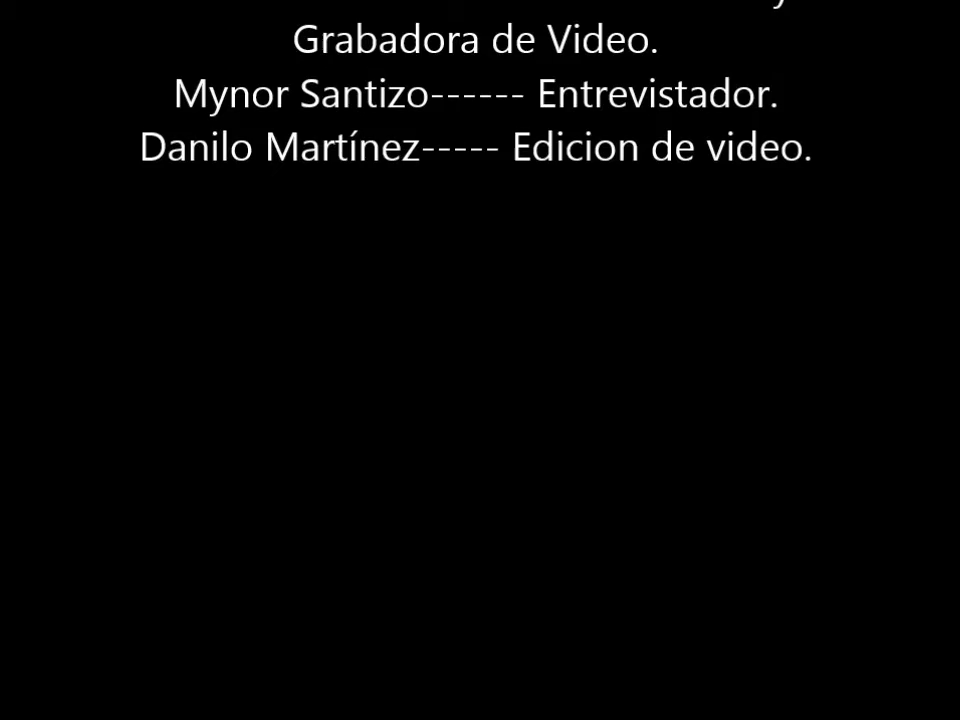 Grabadora de Video.
Mynor Santizo------ Entrevistador.
Danilo Martínez----- Edicion de video.